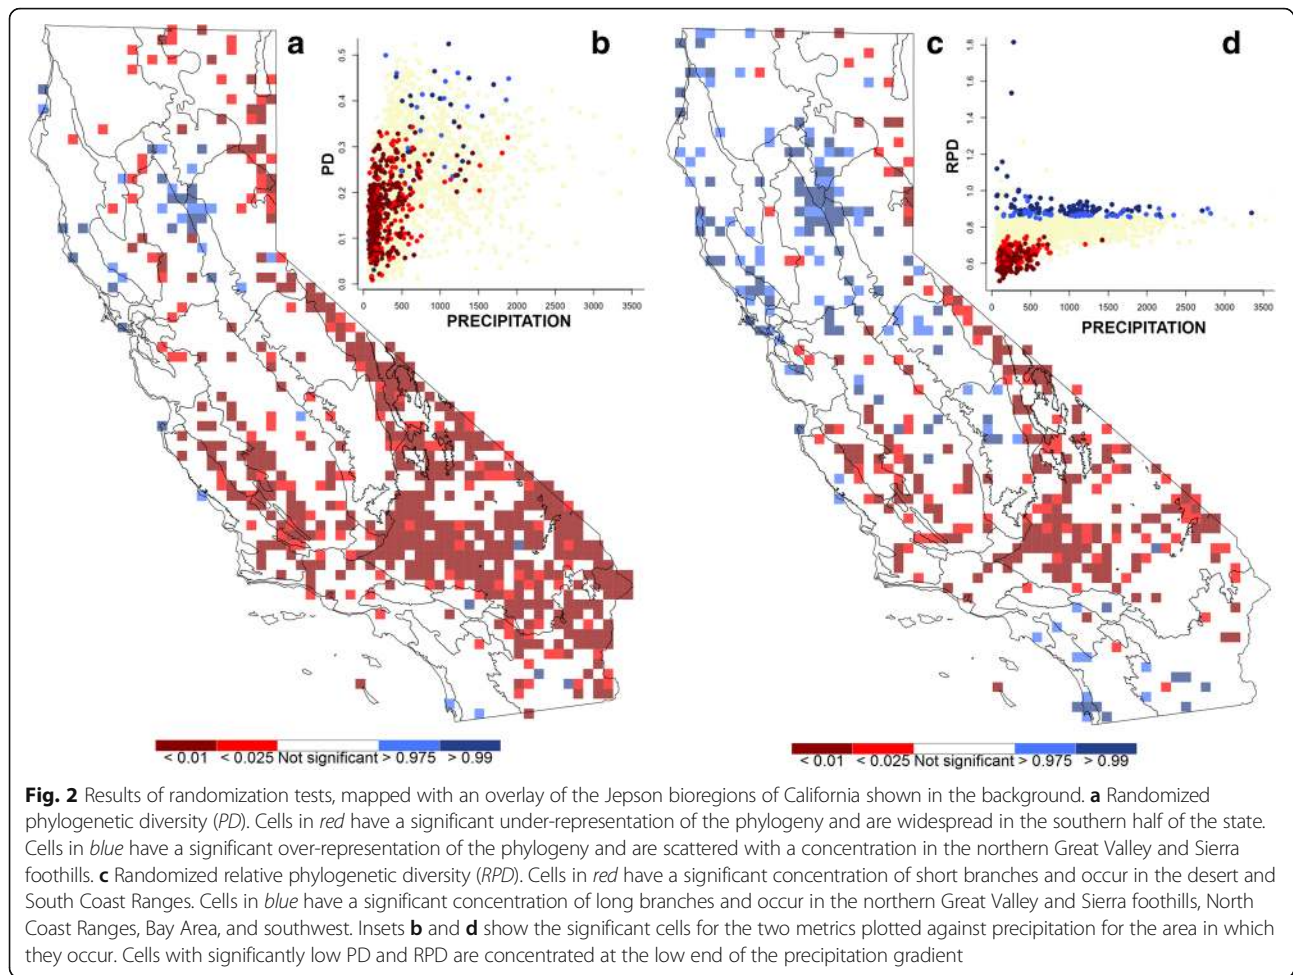 a
b
0.5
0.4
0.3
0.2
0.1
0.0
PD
0
500
1000
1500
2000
2500
3000
3500
PRECIPITATION
< 0.01 < 0.025 Not significant > 0.975 > 0.99
c
d
1.8
1.6
1.4
1.2
1.0
0.8
0.6
RPD
0
500
1000
1500
2000
2500
3000
3500
PRECIPITATION
< 0.01 < 0.025 Not significant > 0.975 > 0.99
Fig. 2 Results of randomization tests, mapped with an overlay of the Jepson bioregions of California shown in the background. a Randomized
phylogenetic diversity (PD). Cells in red have a significant under-representation of the phylogeny and are widespread in the southern half of the state.
Cells in blue have a significant over-representation of the phylogeny and are scattered with a concentration in the northern Great Valley and Sierra
foothills. c Randomized relative phylogenetic diversity (RPD). Cells in red have a significant concentration of short branches and occur in the desert and
South Coast Ranges. Cells in blue have a significant concentration of long branches and occur in the northern Great Valley and Sierra foothills, North
Coast Ranges, Bay Area, and southwest. Insets b and d show the significant cells for the two metrics plotted against precipitation for the area in which
they occur. Cells with significantly low PD and RPD are concentrated at the low end of the precipitation gradient